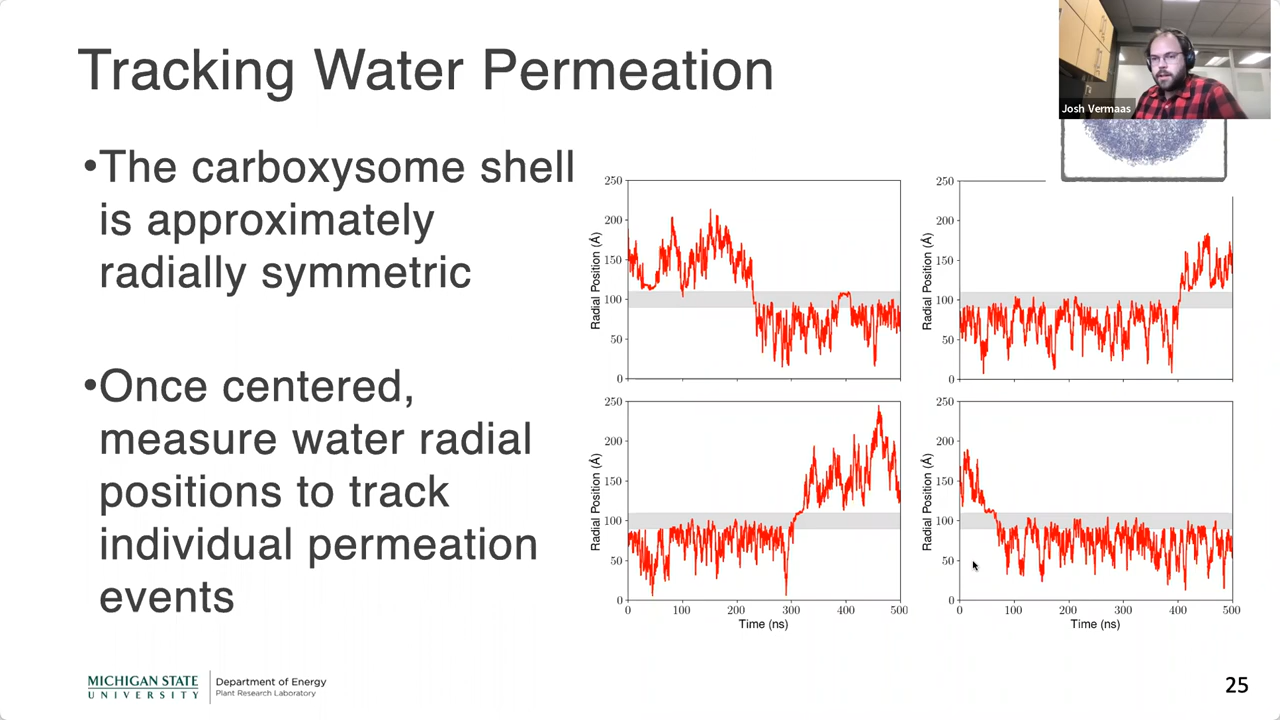 Tracking Water Permeation
Josh Vermaas
•The carboxysome shell
is approximately
radially symmetric
•Once centered,
measure water radial
positions to track
individual permeation
events
250
200
150
100
50
0
Radial Position (Å)
250
200
150
100
50
0
Radial Position (Å)
250
200
150
100
50
0
Radial Position (Å)
0 100 200 300 400 500
Time (ns)
250
200
150
100
50
0
Radial Position (Å)
0 100 200 300 400 500
Time (ns)
MICHIGAN STATE
UNIVERSITY
Department of Energy
Plant Research Laboratory
25